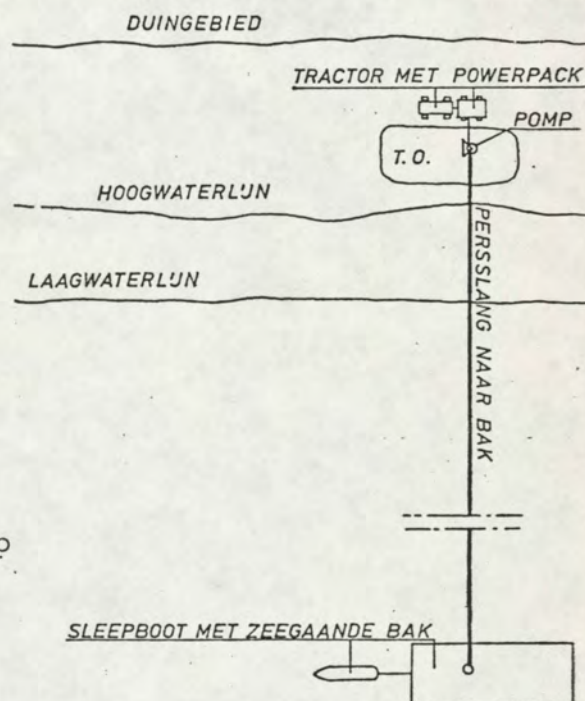 DUINGEBIED
TRACTOR MET POWERPACK
POMP
T.O.
HOOGWATERLIJN
LAAGWATERLIJN
PERSSLANG NAAR BAK
SLEEPBOOT MET ZEEGAANDE BAK